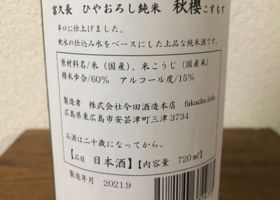 富久長 ひやおろし純米 秋櫻こすもす
辛口に仕上げました。
軟水の仕込み水をベースにした上品な純米酒です。
原材料名/米（国産）、米こうじ（国産米）
精米歩合/60% アルコール度/15%
製造者 株式会社今田酒造本店 fukucho.info
広島県東広島市安芸津町三津3734
お酒は二十歳になってから。
【品目】日本酒【内容量】720㎖
製造年月 2021.9